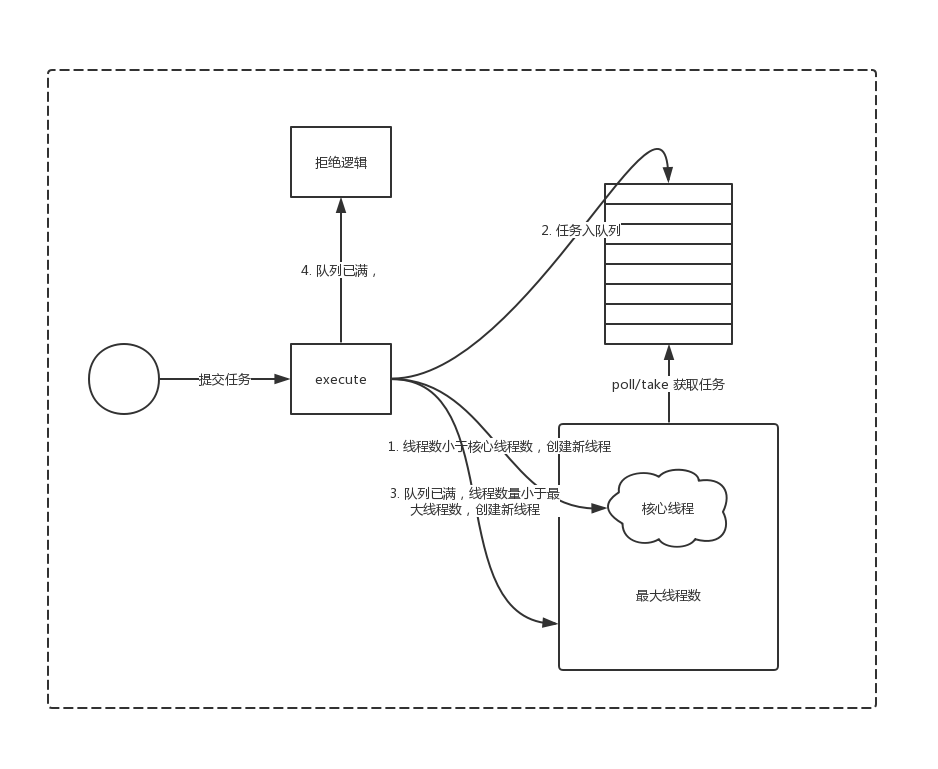 拒绝逻辑
2. 任务入队列
4. 队列已满，
提交任务
execute
poll/take 获取任务
1. 线程数小于核心线程数，创建新线程
3. 队列已满，线程数量小于最
大线程数，创建新线程
核心线程
最大线程数